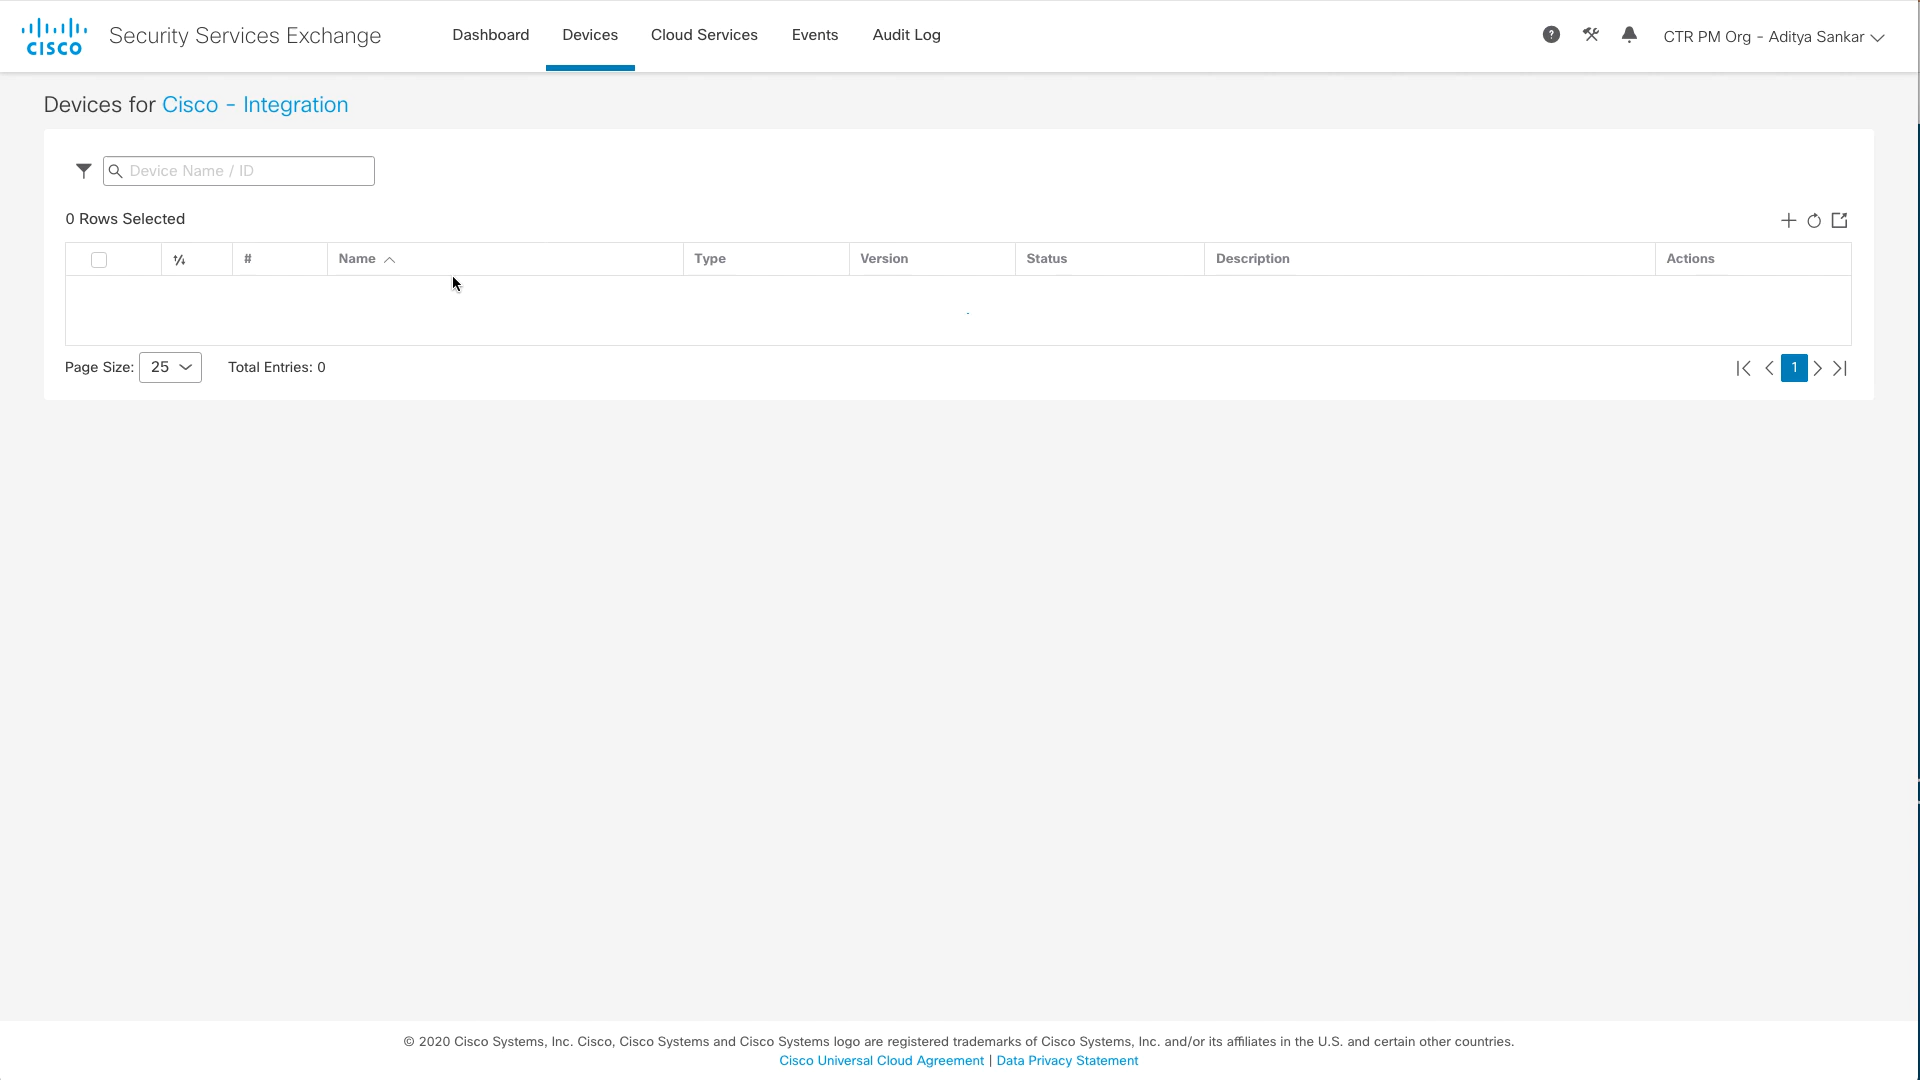 CISCO
Security Services Exchange
Dashboard
Devices
Cloud Services
Events
Audit Log
?
CTR PM Org - Aditya Sankar
Devices for Cisco - Integration
Device Name / ID
0 Rows Selected
#
Name
Type
Version
Status
Description
Actions
Page Size: 25
Total Entries: 0
1
© 2020 Cisco Systems, Inc. Cisco, Cisco Systems and Cisco Systems logo are registered trademarks of Cisco Systems, Inc. and/or its affiliates in the U.S. and certain other countries.
Cisco Universal Cloud Agreement | Data Privacy Statement